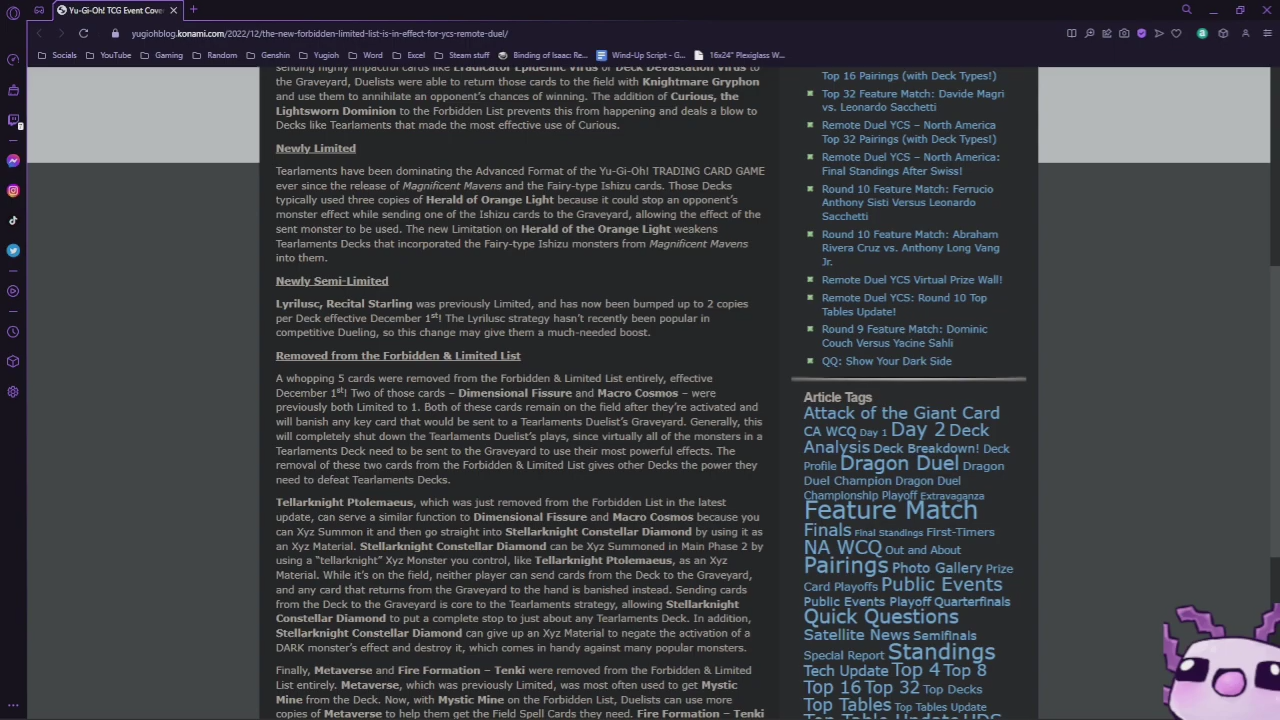 Yu-Gi-Oh! TCG Event Cove
yugiohblog.konami.com/2022/12/the-new-forbidden-limited-list-is-in-effect-for-ycs-remote-duel/
Socials YouTube Gaming Random Genshin Yugioh Word Excel Steam stuff Binding of Isaac: Re... Wind-Up Script - G... 16x24" Plexiglass W...
sending highly impactful cards like Eradicator Epidemic Virus or Deck Devastation Virus to
the Graveyard, Duelists were able to return those cards to the field with Knightmare Gryphon
and use them to annihilate an opponent's chances of winning. The addition of Curious, the
Lightsworn Dominion to the Forbidden List prevents this from happening and deals a blow to
Decks like Tearlaments that made the most effective use of Curious.
Newly Limited
Tearlaments have been dominating the Advanced Format of the Yu-Gi-Oh! TRADING CARD GAME
ever since the release of Magnificent Mavens and the Fairy-type Ishizu cards. Those Decks
typically used three copies of Herald of Orange Light because it could stop an opponent's
monster effect while sending one of the Ishizu cards to the Graveyard, allowing the effect of the
sent monster to be used. The new Limitation on Herald of the Orange Light weakens
Tearlaments Decks that incorporated the Fairy-type Ishizu monsters from Magnificent Mavens
into them.
Newly Semi-Limited
Lyrilusc, Recital Starling was previously Limited, and has now been bumped up to 2 copies
per Deck effective December 1st! The Lyrilusc strategy hasn't recently been popular in
competitive Dueling, so this change may give them a much-needed boost.
Removed from the Forbidden & Limited List
A whopping 5 cards were removed from the Forbidden & Limited List entirely, effective
December 1st! Two of those cards – Dimensional Fissure and Macro Cosmos – were
previously both Limited to 1. Both of these cards remain on the field after they're activated and
will banish any key card that would be sent to a Tearlaments Duelist's Graveyard. Generally, this
will completely shut down the Tearlaments Duelist's plays, since virtually all of the monsters in a
Tearlaments Deck need to be sent to the Graveyard to use their most powerful effects. The
removal of these two cards from the Forbidden & Limited List gives other Decks the power they
need to defeat Tearlaments Decks.
Tellarknight Ptolemaeus, which was just removed from the Forbidden List in the latest
update, can serve a similar function to Dimensional Fissure and Macro Cosmos because you
can Xyz Summon it and then go straight into Stellarknight Constellar Diamond by using it as
an Xyz Material. Stellarknight Constellar Diamond can be Xyz Summoned in Main Phase 2 by
using a "tellarknight" Xyz Monster you control, like Tellarknight Ptolemaeus, as an Xyz
Material. While it's on the field, neither player can send cards from the Deck to the Graveyard,
and any card that returns from the Graveyard to the hand is banished instead. Sending cards
from the Deck to the Graveyard is core to the Tearlaments strategy, allowing Stellarknight
Constellar Diamond to put a complete stop to just about any Tearlaments Deck. In addition,
Stellarknight Constellar Diamond can give up an Xyz Material to negate the activation of a
DARK monster's effect and destroy it, which comes in handy against many popular monsters.
Finally, Metaverse and Fire Formation – Tenki were removed from the Forbidden & Limited
List entirely. Metaverse, which was previously Limited, was most often used to get Mystic
Mine from the Deck. Now, with Mystic Mine on the Forbidden List, Duelists can use more
copies of Metaverse to help them get the Field Spell Cards they need. Fire Formation – Tenki
Top 16 Pairings (with Deck Types!)
Top 32 Feature Match: Davide Magri
vs. Leonardo Sacchetti
Remote Duel YCS – North America
Top 32 Pairings (with Deck Types!)
Remote Duel YCS – North America:
Final Standings After Swiss!
Round 10 Feature Match: Ferrucio
Anthony Sisti Versus Leonardo
Sacchetti
Round 10 Feature Match: Abraham
Rivera Cruz vs. Anthony Long Vang
Jr.
Remote Duel YCS Virtual Prize Wall!
Remote Duel YCS: Round 10 Top
Tables Update!
Round 9 Feature Match: Dominic
Couch Versus Yacine Sahli
QQ: Show Your Dark Side
Article Tags
Attack of the Giant Card
CA WCQ Day 1 Day 2 Deck
Analysis Deck Breakdown! Deck
Profile Dragon Duel Dragon
Duel Champion Dragon Duel
Championship Playoff Extravaganza
Feature Match
Finals Final Standings First-Timers
NA WCQ Out and About
Pairings Photo Gallery Prize
Card Playoffs Public Events
Public Events Playoff Quarterfinals
Quick Questions
Satellite News Semifinals
Special Report Standings
Tech Update Top 4 Top 8
Top 16 Top 32 Top Decks
Top Tables Top Tables Update